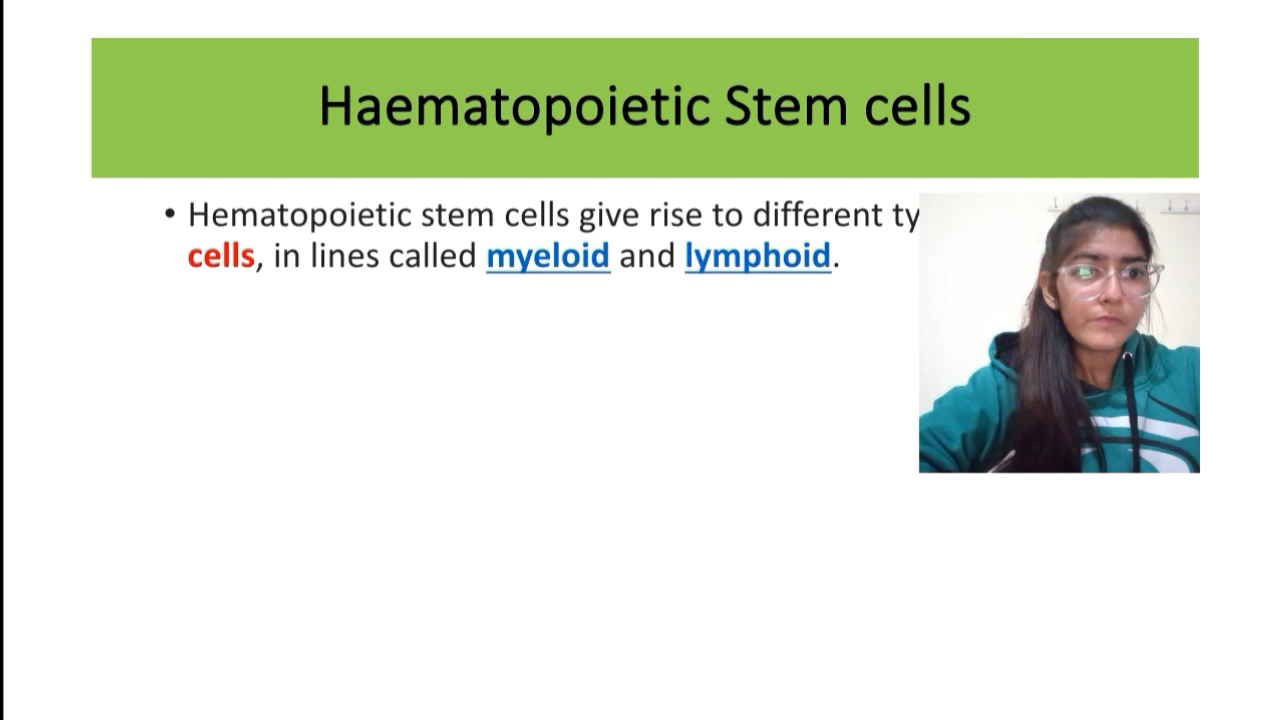 Haematopoietic Stem cells
• Hematopoietic stem cells give rise to different ty
cells, in lines called myeloid and lymphoid.